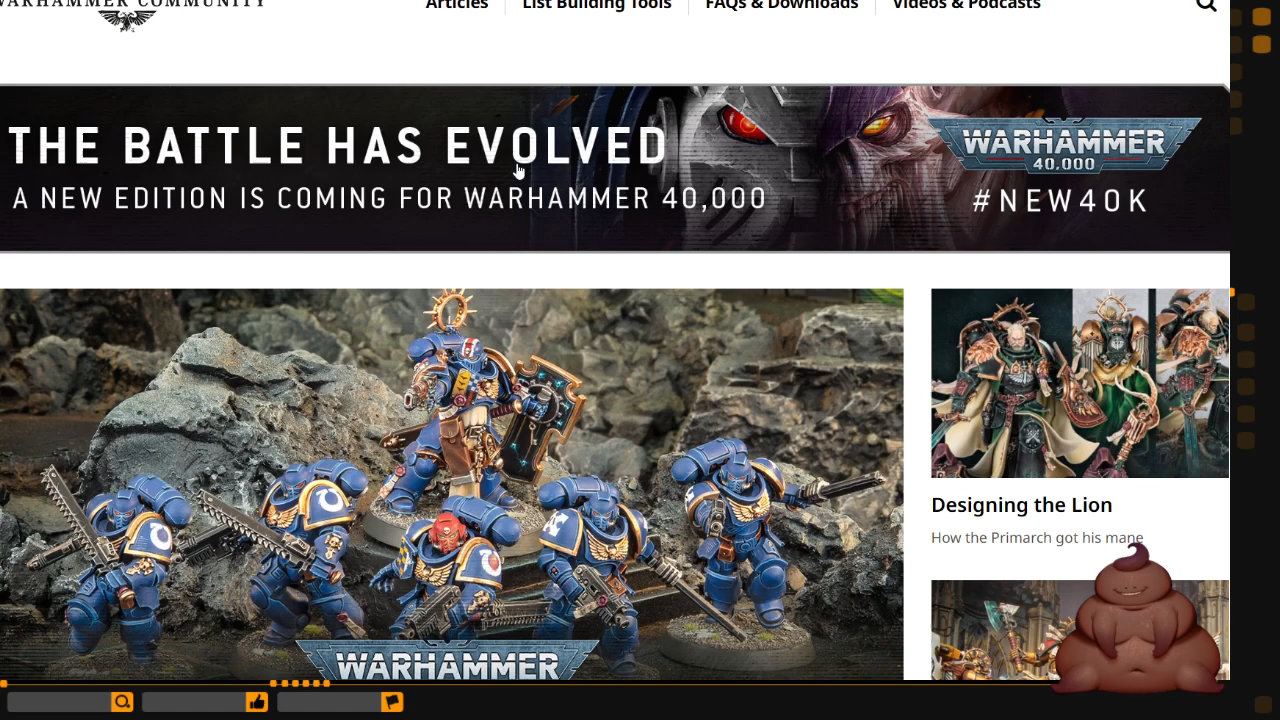 WARHAMMER COMMUNITY
Articles
List Building Tools
FAQs & Downloads
Videos & Podcasts
THE BATTLE HAS EVOLVED
A NEW EDITION IS COMING FOR WARHAMMER 40,000
WARHAMMER
40,000
#NEW40K
Designing the Lion
How the Primarch got his mane
WARHAMMER